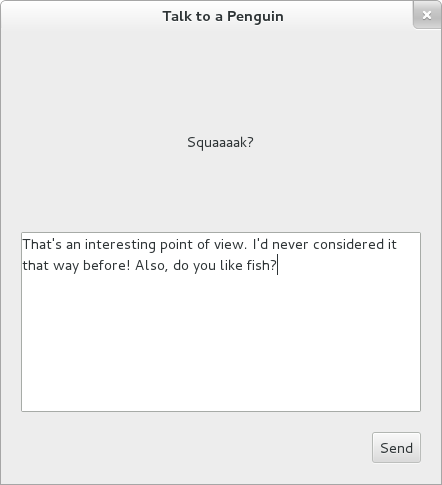 Talk to a Penguin
Squaaaak?
That's an interesting point of view. I'd never considered it
that way before! Also, do you like fish?
Send